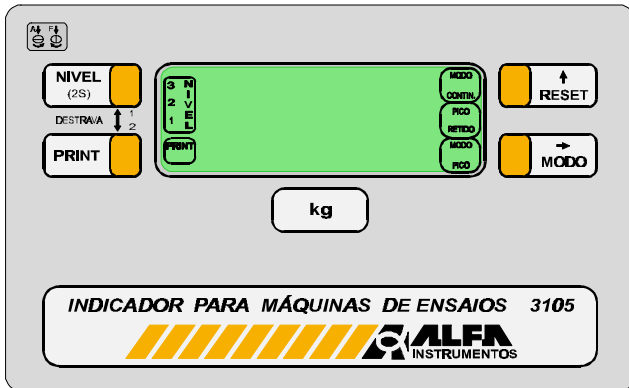 A F
NIVEL
(2S)
DESTRAVA 1
2
PRINT
3
2
1
NIVEL
PRINT
MODO
CONTIN.
PICO
RETIDO
MODO
PICO
RESET
MODO
kg
INDICADOR PARA MÁQUINAS DE ENSAIOS 3105
ALFA
INSTRUMENTOS